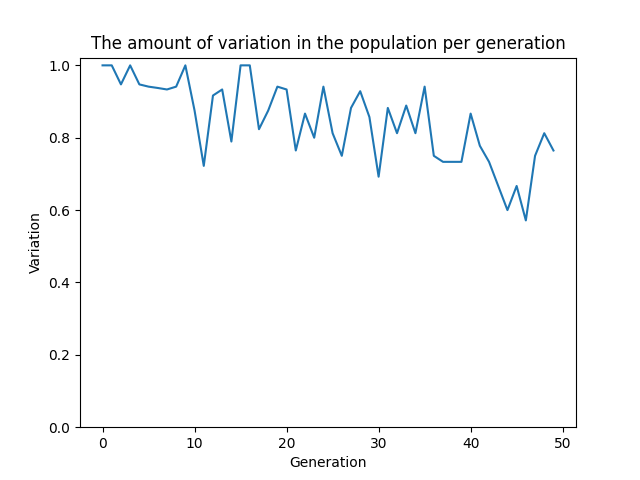 The amount of variation in the population per generation
1.0
0.8
0.6
0.4
0.2
0.0
Variation
0 10 20 30 40 50
Generation